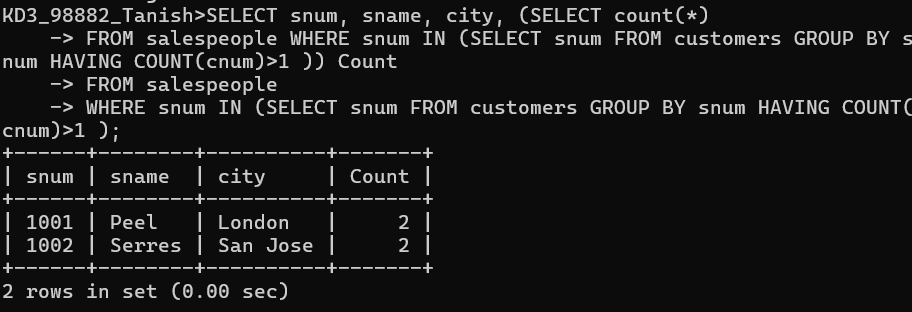 KD3_98882_Tanish>SELECT snum, sname, city, (SELECT count(*)
    -> FROM salespeople WHERE snum IN (SELECT snum FROM customers GROUP BY s
num HAVING COUNT(cnum)>1 )) Count
    -> FROM salespeople
    -> WHERE snum IN (SELECT snum FROM customers GROUP BY snum HAVING COUNT(
cnum)>1 );
+------+--------+----------+-------+
| snum | sname  | city     | Count |
+------+--------+----------+-------+
| 1001 | Peel   | London   |     2 |
| 1002 | Serres | San Jose |     2 |
+------+--------+----------+-------+
2 rows in set (0.00 sec)